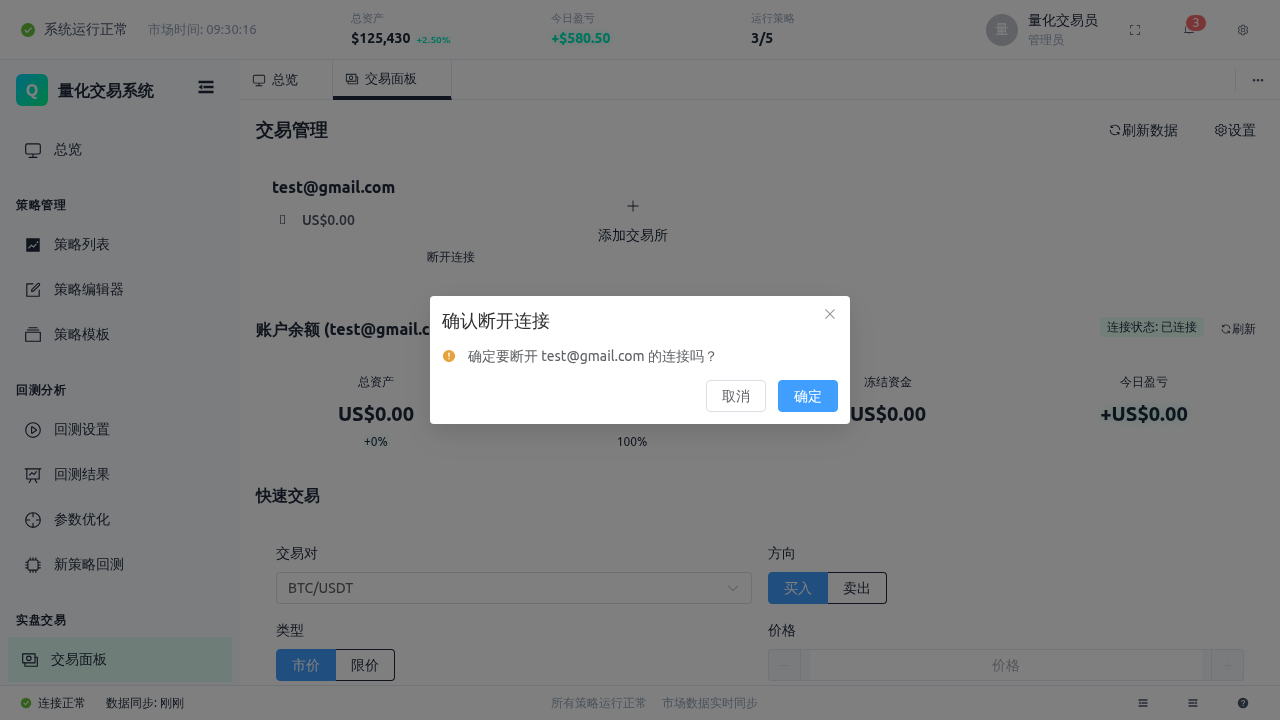 系统运行正常 市场时间: 09:30:16
总资产
$125,430 +2.50%
今日盈亏
+$580.50
运行策略
3/5
量
量化交易员
管理员
3
Q 量化交易系统
总览
策略管理
策略列表
策略编辑器
策略模板
回测分析
回测设置
回测结果
参数优化
新策略回测
实盘交易
交易面板
总览 交易面板
交易管理 刷新数据 设置
test@gmail.com
US$0.00
断开连接
添加交易所
账户余额 (test@gmail.c 连接状态: 已连接 刷新
总资产
US$0.00
+0%
100%
冻结资金
US$0.00
今日盈亏
+US$0.00
确认断开连接
确定要断开 test@gmail.com 的连接吗？
取消 确定
快速交易
交易对
BTC/USDT
方向
买入 卖出
类型
市价 限价
价格
价格
连接正常 数据同步: 刚刚 所有策略运行正常 市场数据实时同步